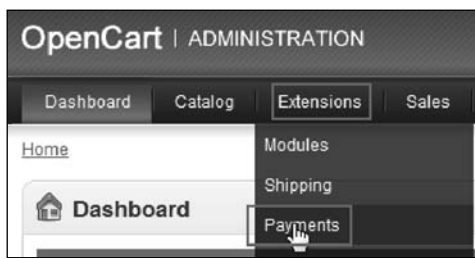 OpenCart | ADMINISTRATION
Dashboard Catalog Extensions Sales
Home Modules
Shipping
Dashboard
Payments